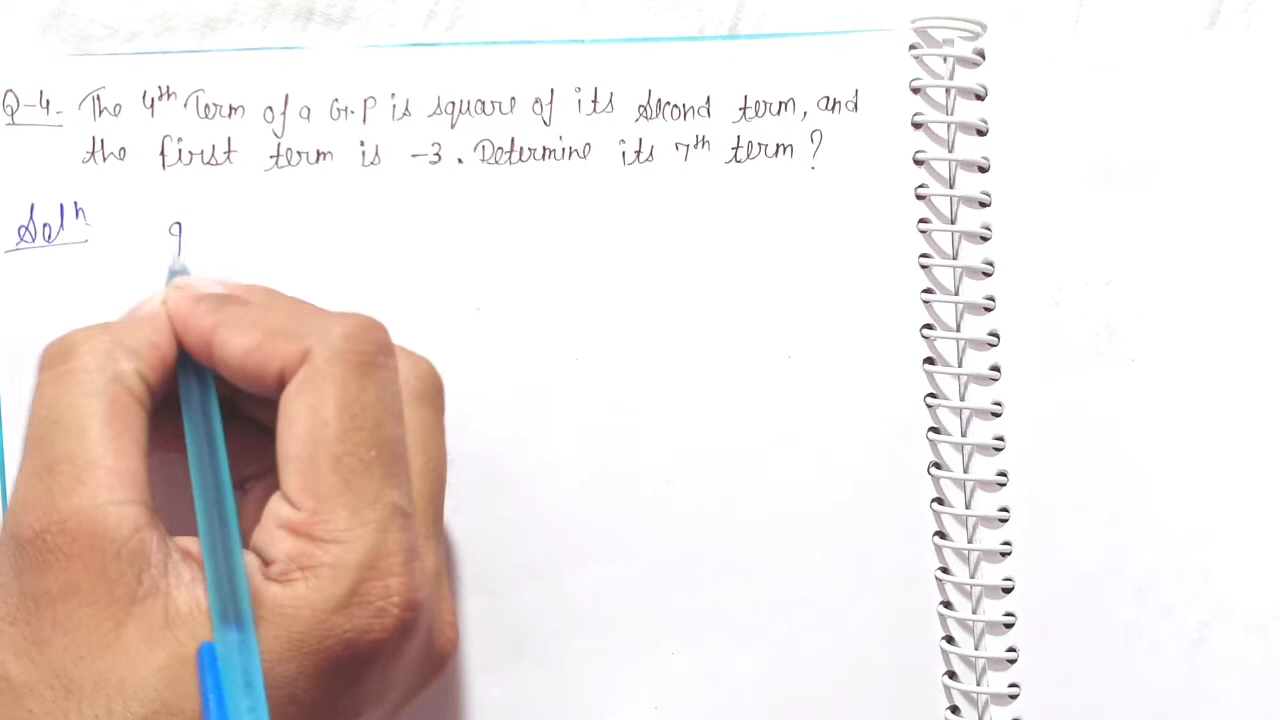 Q-4. The 4th Term of a G.P is square of its second term, and
the first term is -3. Determine its 7th term ?
Solⁿ